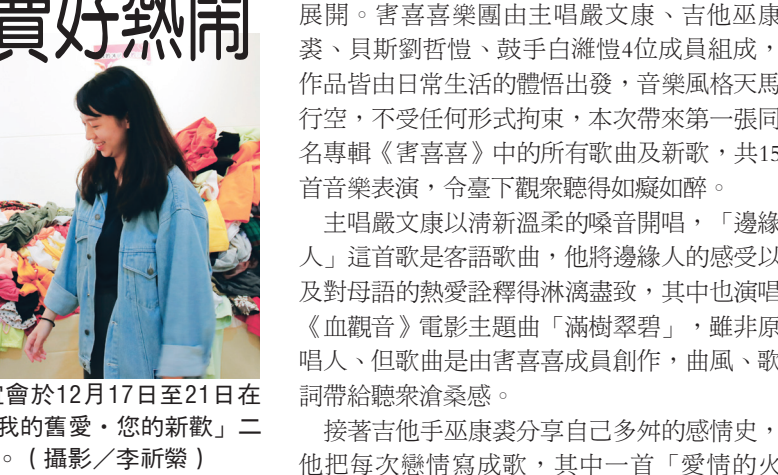 賣好熱鬧
會於12月17日至21日在
我的舊愛・您的新歡」二
。（攝影／李祈縈）
展開。害喜喜樂團由主唱嚴文康、吉他巫康
裘、貝斯劉哲愷、鼓手白濰愷4位成員組成，
作品皆由日常生活的體悟出發，音樂風格天馬
行空，不受任何形式拘束，本次帶來第一張同
名專輯《害喜喜》中的所有歌曲及新歌，共15
首音樂表演，令臺下觀眾聽得如癡如醉。
主唱嚴文康以清新溫柔的嗓音開唱，「邊緣
人」這首歌是客語歌曲，他將邊緣人的感受以
及對母語的熱愛詮釋得淋漓盡致，其中也演唱
《血觀音》電影主題曲「滿樹翠碧」，雖非原
唱人、但歌曲是由害喜喜成員創作，曲風、歌
詞帶給聽眾滄桑感。
接著吉他手巫康裘分享自己多舛的感情史，
他把每次戀情寫成歌，其中一首「愛情的火